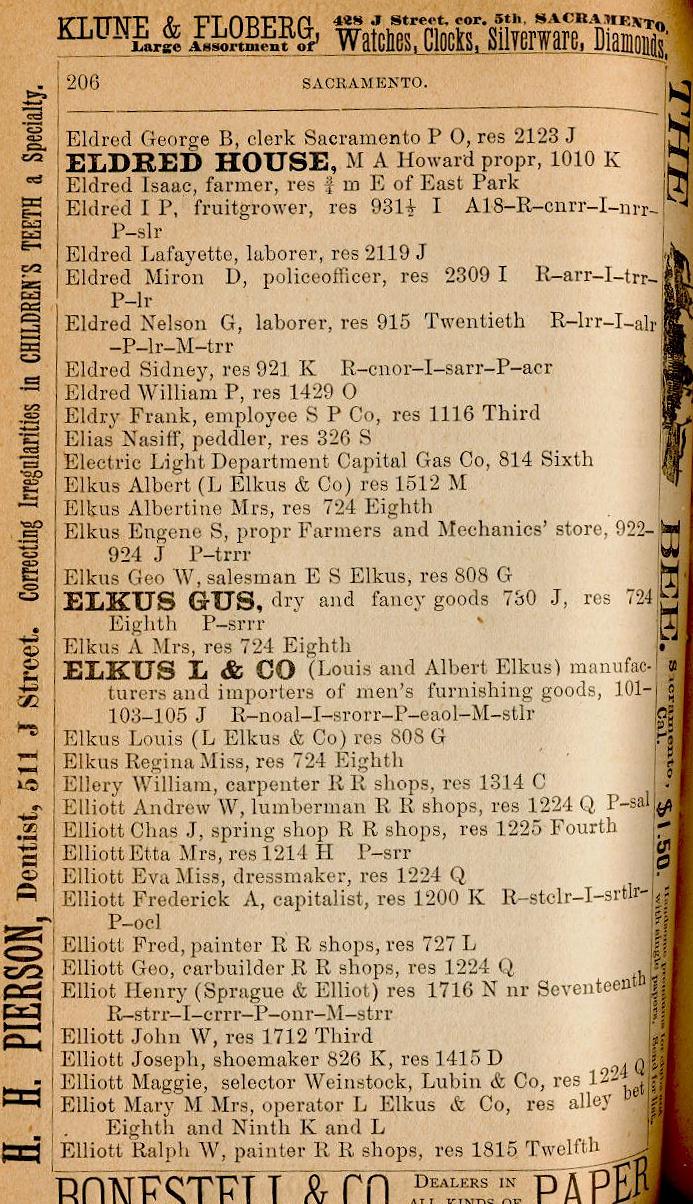 KLUNE & FLOBERG, 428 J Street, cor. 5th, SACRAMENTO,
Large Assortment of Watches, Clocks, Silverware, Diamonds,
206 SACRAMENTO.
Eldred George B, clerk Sacramento P O, res 2123 J
ELDRED HOUSE, M A Howard propr, 1010 K
Eldred Isaac, farmer, res ¾ m E of East Park
Eldred I P, fruitgrower, res 931½ I A18–R–cnrr–I–nrr–
P–slr
Eldred Lafayette, laborer, res 2119 J
Eldred Miron D, policeofficer, res 2309 I R–arr–I–trr–
P–lr
Eldred Nelson G, laborer, res 915 Twentieth R–lrr–I–alr
–P–lr–M–trr
Eldred Sidney, res 921 K R–cnor–I–sarr–P–acr
Eldred William P, res 1429 O
Eldry Frank, employee S P Co, res 1116 Third
Elias Nasiff, peddler, res 326 S
Electric Light Department Capital Gas Co, 814 Sixth
Elkus Albert (L Elkus & Co) res 1512 M
Elkus Albertine Mrs, res 724 Eighth
Elkus Eugene S, propr Farmers and Mechanics' store, 922–
924 J P–trrr
Elkus Geo W, salesman E S Elkus, res 808 G
ELKUS GUS, dry and fancy goods 730 J, res 724
Eighth P–srrr
Elkus A Mrs, res 724 Eighth
ELKUS L & CO (Louis and Albert Elkus) manufac-
turers and importers of men's furnishing goods, 101–
103–105 J R–noal–I–srorr–P–eaol–M–stlr
Elkus Louis (L Elkus & Co) res 808 G
Elkus Regina Miss, res 724 Eighth
Ellery William, carpenter R R shops, res 1314 C
Elliott Andrew W, lumberman R R shops, res 1224 Q P–sal
Elliott Chas J, spring shop R R shops, res 1225 Fourth
Elliott Etta Mrs, res 1214 H P–srr
Elliott Eva Miss, dressmaker, res 1224 Q
Elliott Frederick A, capitalist, res 1200 K R–stclr–I–srtlr–
P–ocl
Elliott Fred, painter R R shops, res 727 L
Elliott Geo, carbuilder R R shops, res 1224 Q
Elliot Henry (Sprague & Elliot) res 1716 N nr Seventeenth
R–strr–I–crrr–P–onr–M–strr
Elliott John W, res 1712 Third
Elliott Joseph, shoemaker 826 K, res 1415 D
Elliott Maggie, selector Weinstock, Lubin & Co, res 1224 Q
Elliot Mary M Mrs, operator L Elkus & Co, res alley bet
Eighth and Ninth K and L
Elliott Ralph W, painter R R shops, res 1815 Twelfth
BONESTELL & CO DEALERS IN ALL KINDS OF PAPER
H. H. PIERSON, Dentist, 511 J Street. Correcting Irregularities in CHILDREN'S TEETH a Specialty.
THE BEE. Sacramento, Cal. $1.50.
Handsome premiums for
with single papers. Send for list.